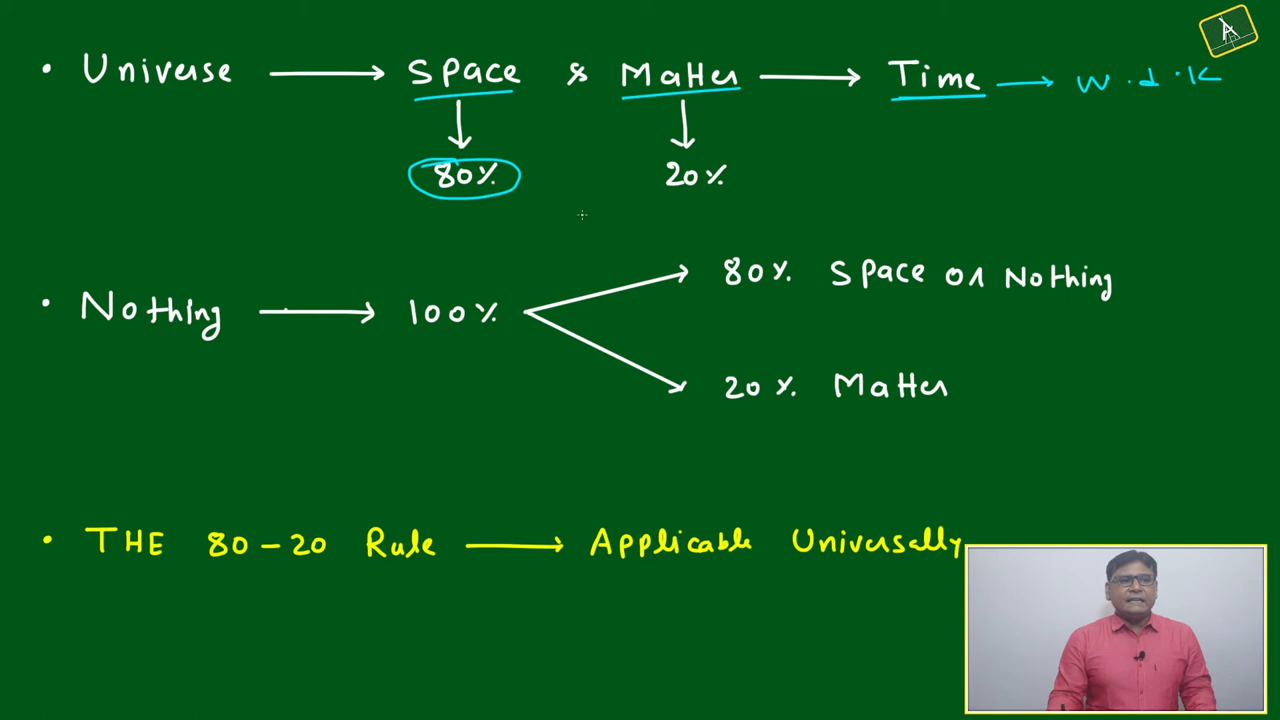 • Universe → Space & Matter → Time → w.d.k
80% 20%
80% Space or Nothing
• Nothing → 100%
20% Matter
• THE 80-20 Rule → Applicable Universally